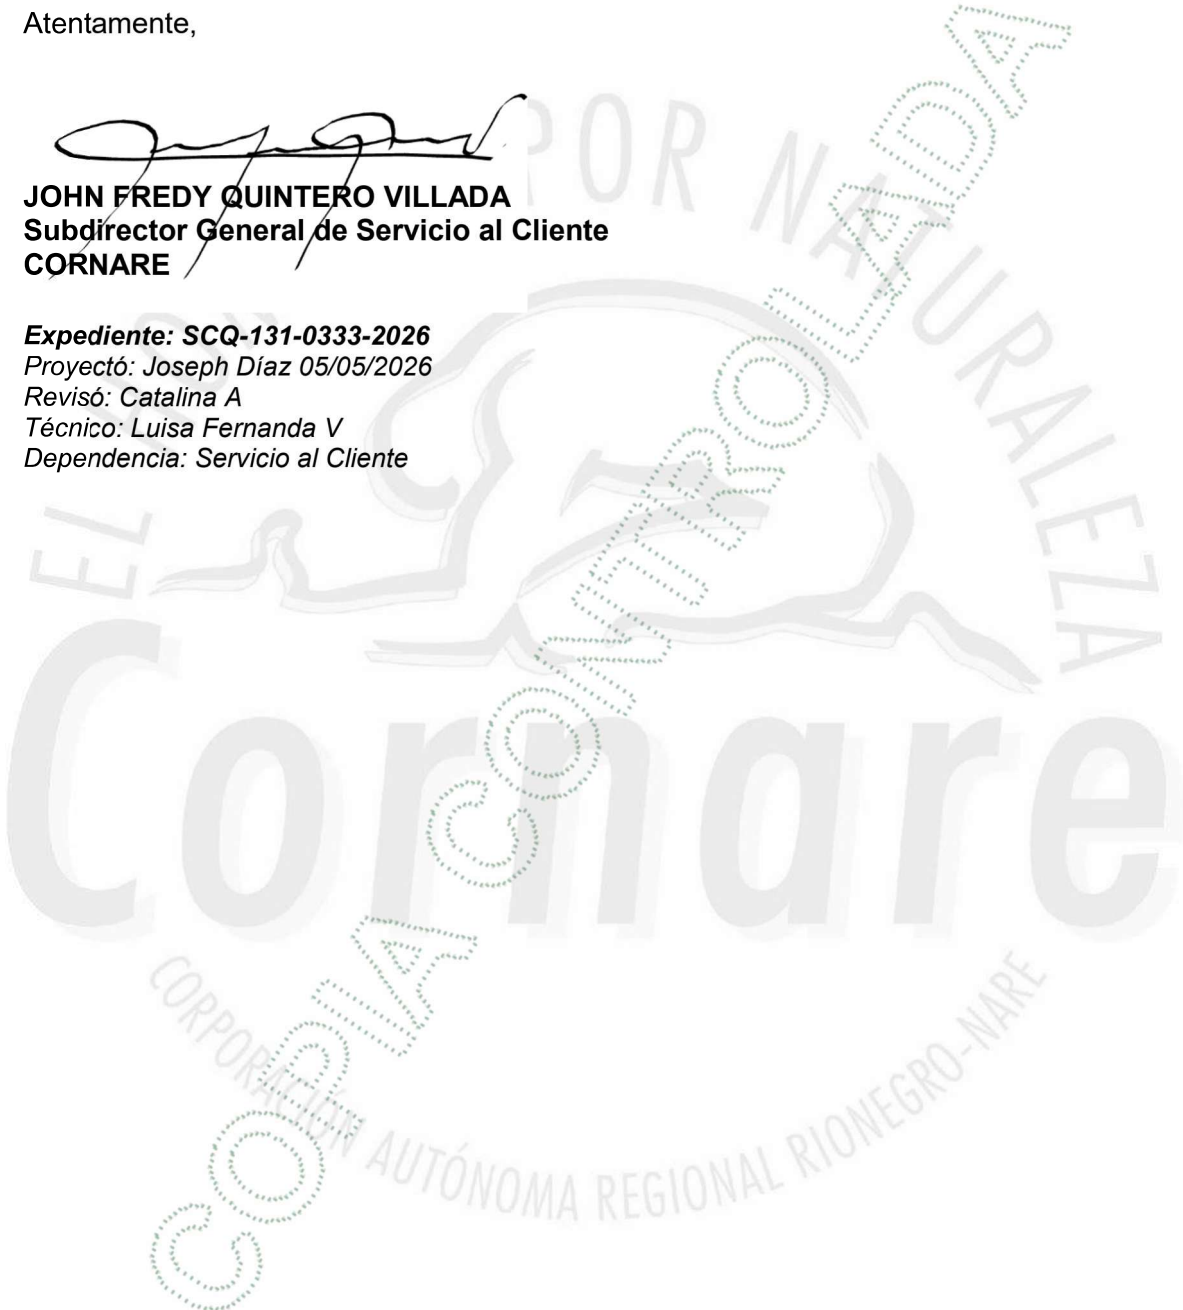 Atentamente,
JOHN FREDY QUINTERO VILLADA
Subdirector General de Servicio al Cliente
CORNARE
Expediente: SCQ-131-0333-2026
Proyectó: Joseph Díaz 05/05/2026
Revisó: Catalina A
Técnico: Luisa Fernanda V
Dependencia: Servicio al Cliente
EL HO POR NATURALEZA
Cornare
CORPORACIÓN AUTÓNOMA REGIONAL RIONEGRO-NARE
COPIA CONTROLADA